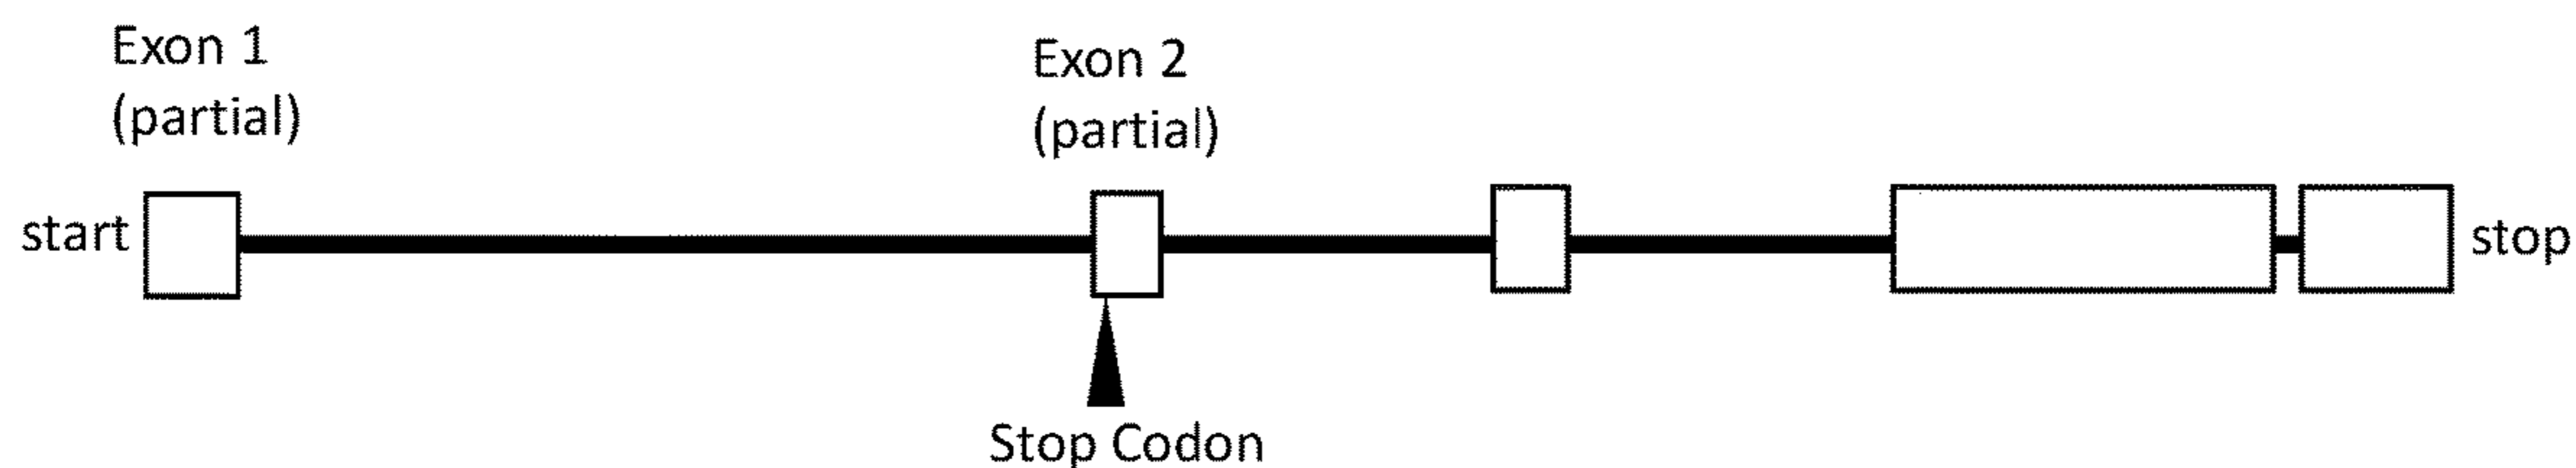 Exon 1
(partial)
Exon 2
(partial)
start
stop
Stop Codon